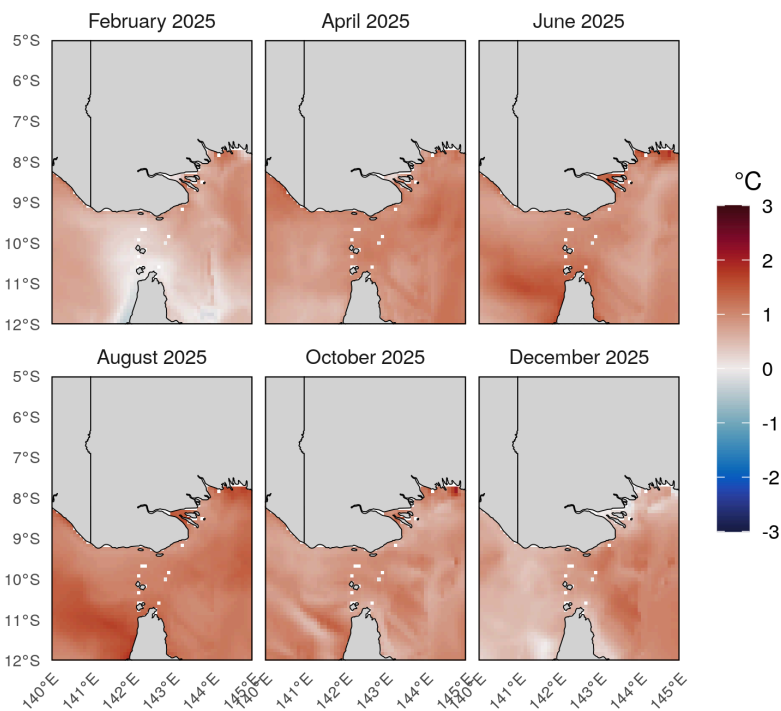 February 2025 April 2025 June 2025
5°S
6°S
7°S
8°S
9°S
10°S
11°S
12°S
°C
3
2
1
0
-1
-2
-3
August 2025 October 2025 December 2025
5°S
6°S
7°S
8°S
9°S
10°S
11°S
12°S
140°E 141°E 142°E 143°E 144°E 145°E 140°E 141°E 142°E 143°E 144°E 145°E 140°E 141°E 142°E 143°E 144°E 145°E